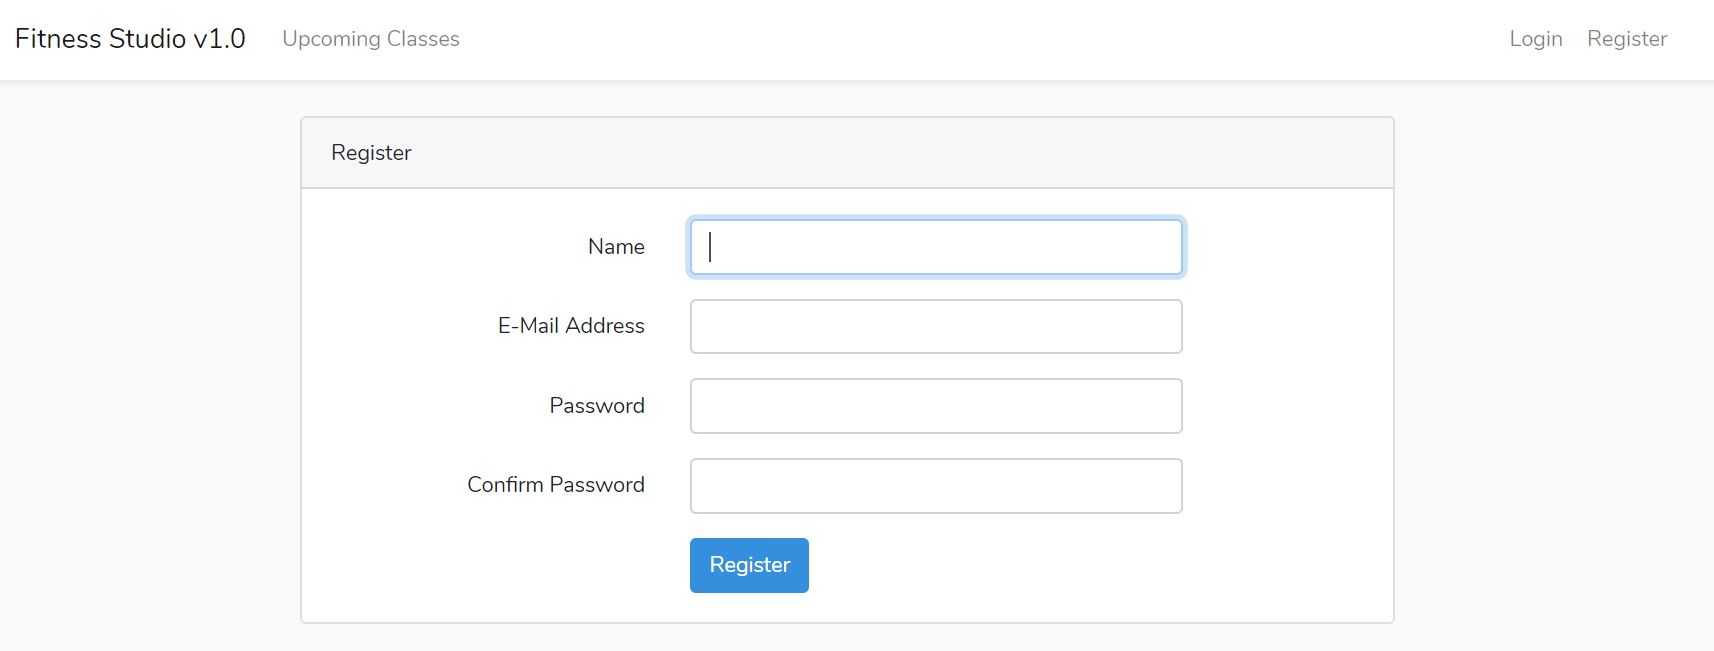 Fitness Studio v1.0 Upcoming Classes Login Register
Register
Name
E-Mail Address
Password
Confirm Password
Register